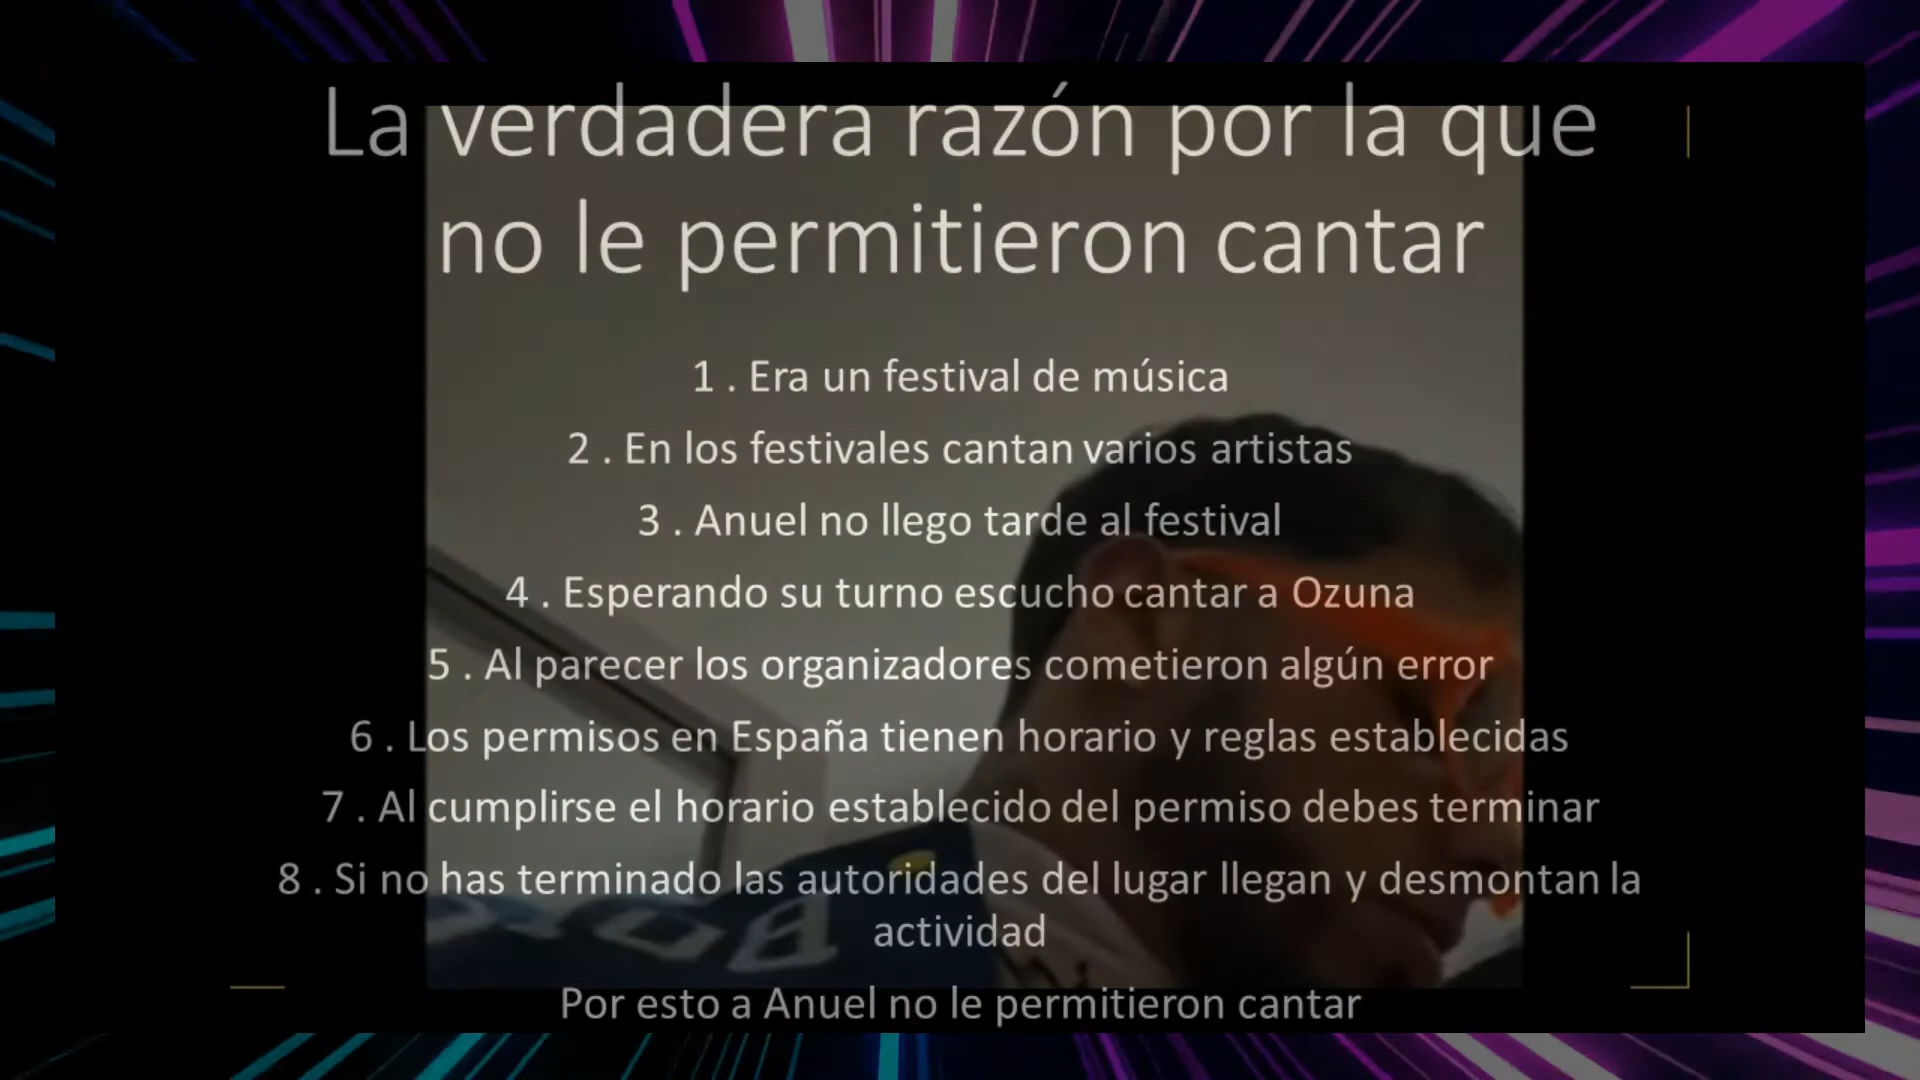 La verdadera razón por la que
no le permitieron cantar
1 . Era un festival de música
2 . En los festivales cantan varios artistas
3 . Anuel no llego tarde al festival
4 . Esperando su turno escucho cantar a Ozuna
5 . Al parecer los organizadores cometieron algún error
6 . Los permisos en España tienen horario y reglas establecidas
7 . Al cumplirse el horario establecido del permiso debes terminar
8 . Si no has terminado las autoridades del lugar llegan y desmontan la
actividad
Por esto a Anuel no le permitieron cantar